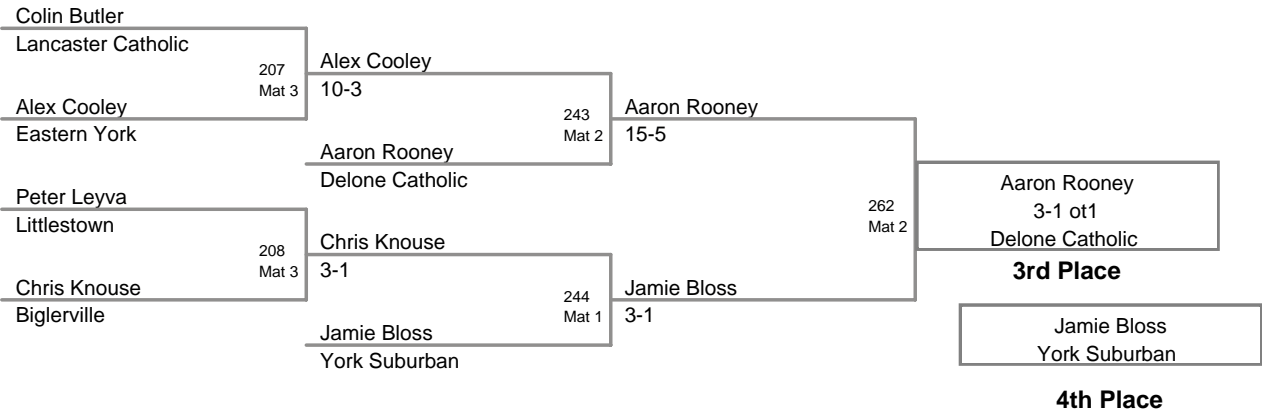 Colin Butler
Lancaster Catholic
207
Mat 3
Alex Cooley
10-3
Alex Cooley
Eastern York
243
Mat 2
Aaron Rooney
15-5
Aaron Rooney
Delone Catholic
Peter Leyva
Littlestown
208
Mat 3
Chris Knouse
3-1
Chris Knouse
Biglerville
244
Mat 1
Jamie Bloss
3-1
Jamie Bloss
York Suburban
262
Mat 2
Aaron Rooney
3-1 ot1
Delone Catholic
3rd Place
Jamie Bloss
York Suburban
4th Place